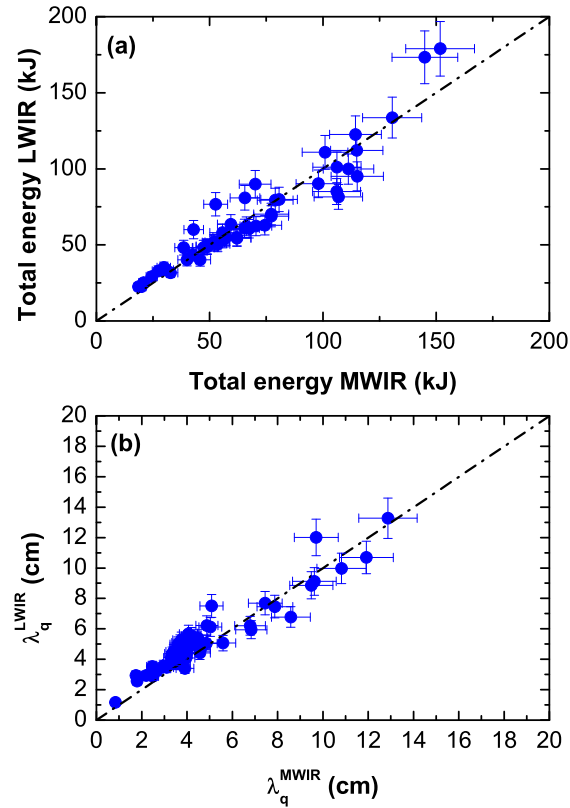 (a)
Total energy LWIR (kJ)
200
150
100
50
0
0 50 100 150 200
Total energy MWIR (kJ)
(b)
λqLWIR (cm)
20
18
16
14
12
10
8
6
4
2
0
0 2 4 6 8 10 12 14 16 18 20
λqMWIR (cm)